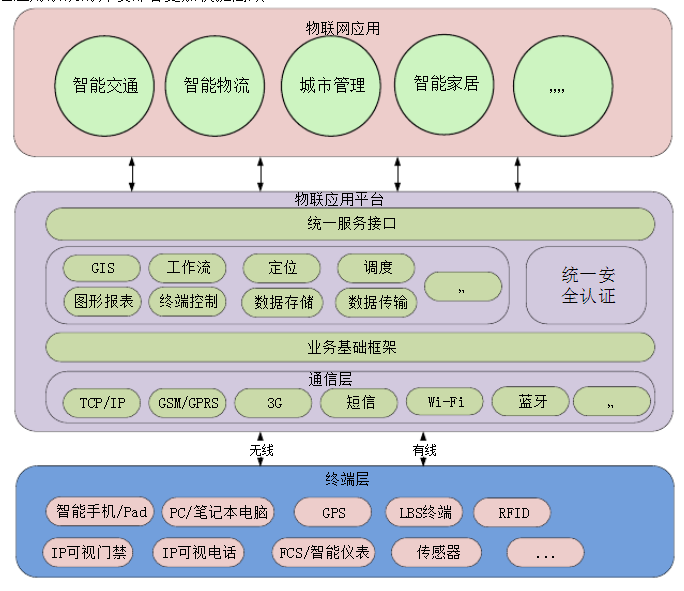 物联网应用
智能交通
智能物流
城市管理
智能家居
,,,,
物联应用平台
统一服务接口
GIS
工作流
定位
调度
,,
图形报表
终端控制
数据存储
数据传输
统一安
全认证
业务基础框架
通信层
TCP/IP
GSM/GPRS
3G
短信
Wi-Fi
蓝牙
,,
无线
有线
终端层
智能手机/Pad
PC/笔记本电脑
GPS
LBS终端
RFID
IP可视门禁
IP可视电话
FCS/智能仪表
传感器
...